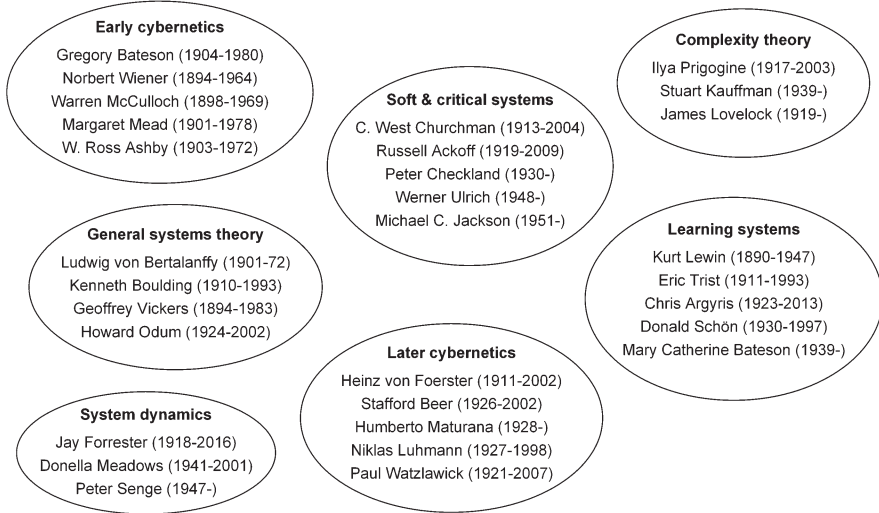 Early cybernetics
Gregory Bateson (1904-1980)
Norbert Wiener (1894-1964)
Warren McCulloch (1898-1969)
Margaret Mead (1901-1978)
W. Ross Ashby (1903-1972)
General systems theory
Ludwig von Bertalanffy (1901-72)
Kenneth Boulding (1910-1993)
Geoffrey Vickers (1894-1983)
Howard Odum (1924-2002)
System dynamics
Jay Forrester (1918-2016)
Donella Meadows (1941-2001)
Peter Senge (1947-)
Soft & critical systems
C. West Churchman (1913-2004)
Russell Ackoff (1919-2009)
Peter Checkland (1930-)
Werner Ulrich (1948-)
Michael C. Jackson (1951-)
Later cybernetics
Heinz von Foerster (1911-2002)
Stafford Beer (1926-2002)
Humberto Maturana (1928-)
Niklas Luhmann (1927-1998)
Paul Watzlawick (1921-2007)
Complexity theory
Ilya Prigogine (1917-2003)
Stuart Kauffman (1939-)
James Lovelock (1919-)
Learning systems
Kurt Lewin (1890-1947)
Eric Trist (1911-1993)
Chris Argyris (1923-2013)
Donald Schön (1930-1997)
Mary Catherine Bateson (1939-)